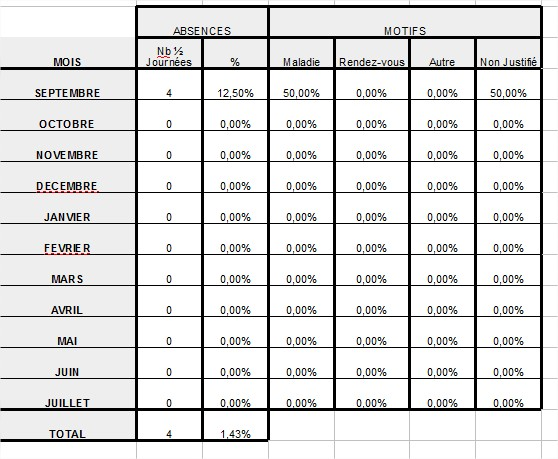 ABSENCES MOTIFS
MOIS Nb ½ Journées % Maladie Rendez-vous Autre Non Justifié
SEPTEMBRE 4 12,50% 50,00% 0,00% 0,00% 50,00%
OCTOBRE 0 0,00% 0,00% 0,00% 0,00% 0,00%
NOVEMBRE 0 0,00% 0,00% 0,00% 0,00% 0,00%
DECEMBRE 0 0,00% 0,00% 0,00% 0,00% 0,00%
JANVIER 0 0,00% 0,00% 0,00% 0,00% 0,00%
FEVRIER 0 0,00% 0,00% 0,00% 0,00% 0,00%
MARS 0 0,00% 0,00% 0,00% 0,00% 0,00%
AVRIL 0 0,00% 0,00% 0,00% 0,00% 0,00%
MAI 0 0,00% 0,00% 0,00% 0,00% 0,00%
JUIN 0 0,00% 0,00% 0,00% 0,00% 0,00%
JUILLET 0 0,00% 0,00% 0,00% 0,00% 0,00%
TOTAL 4 1,43%